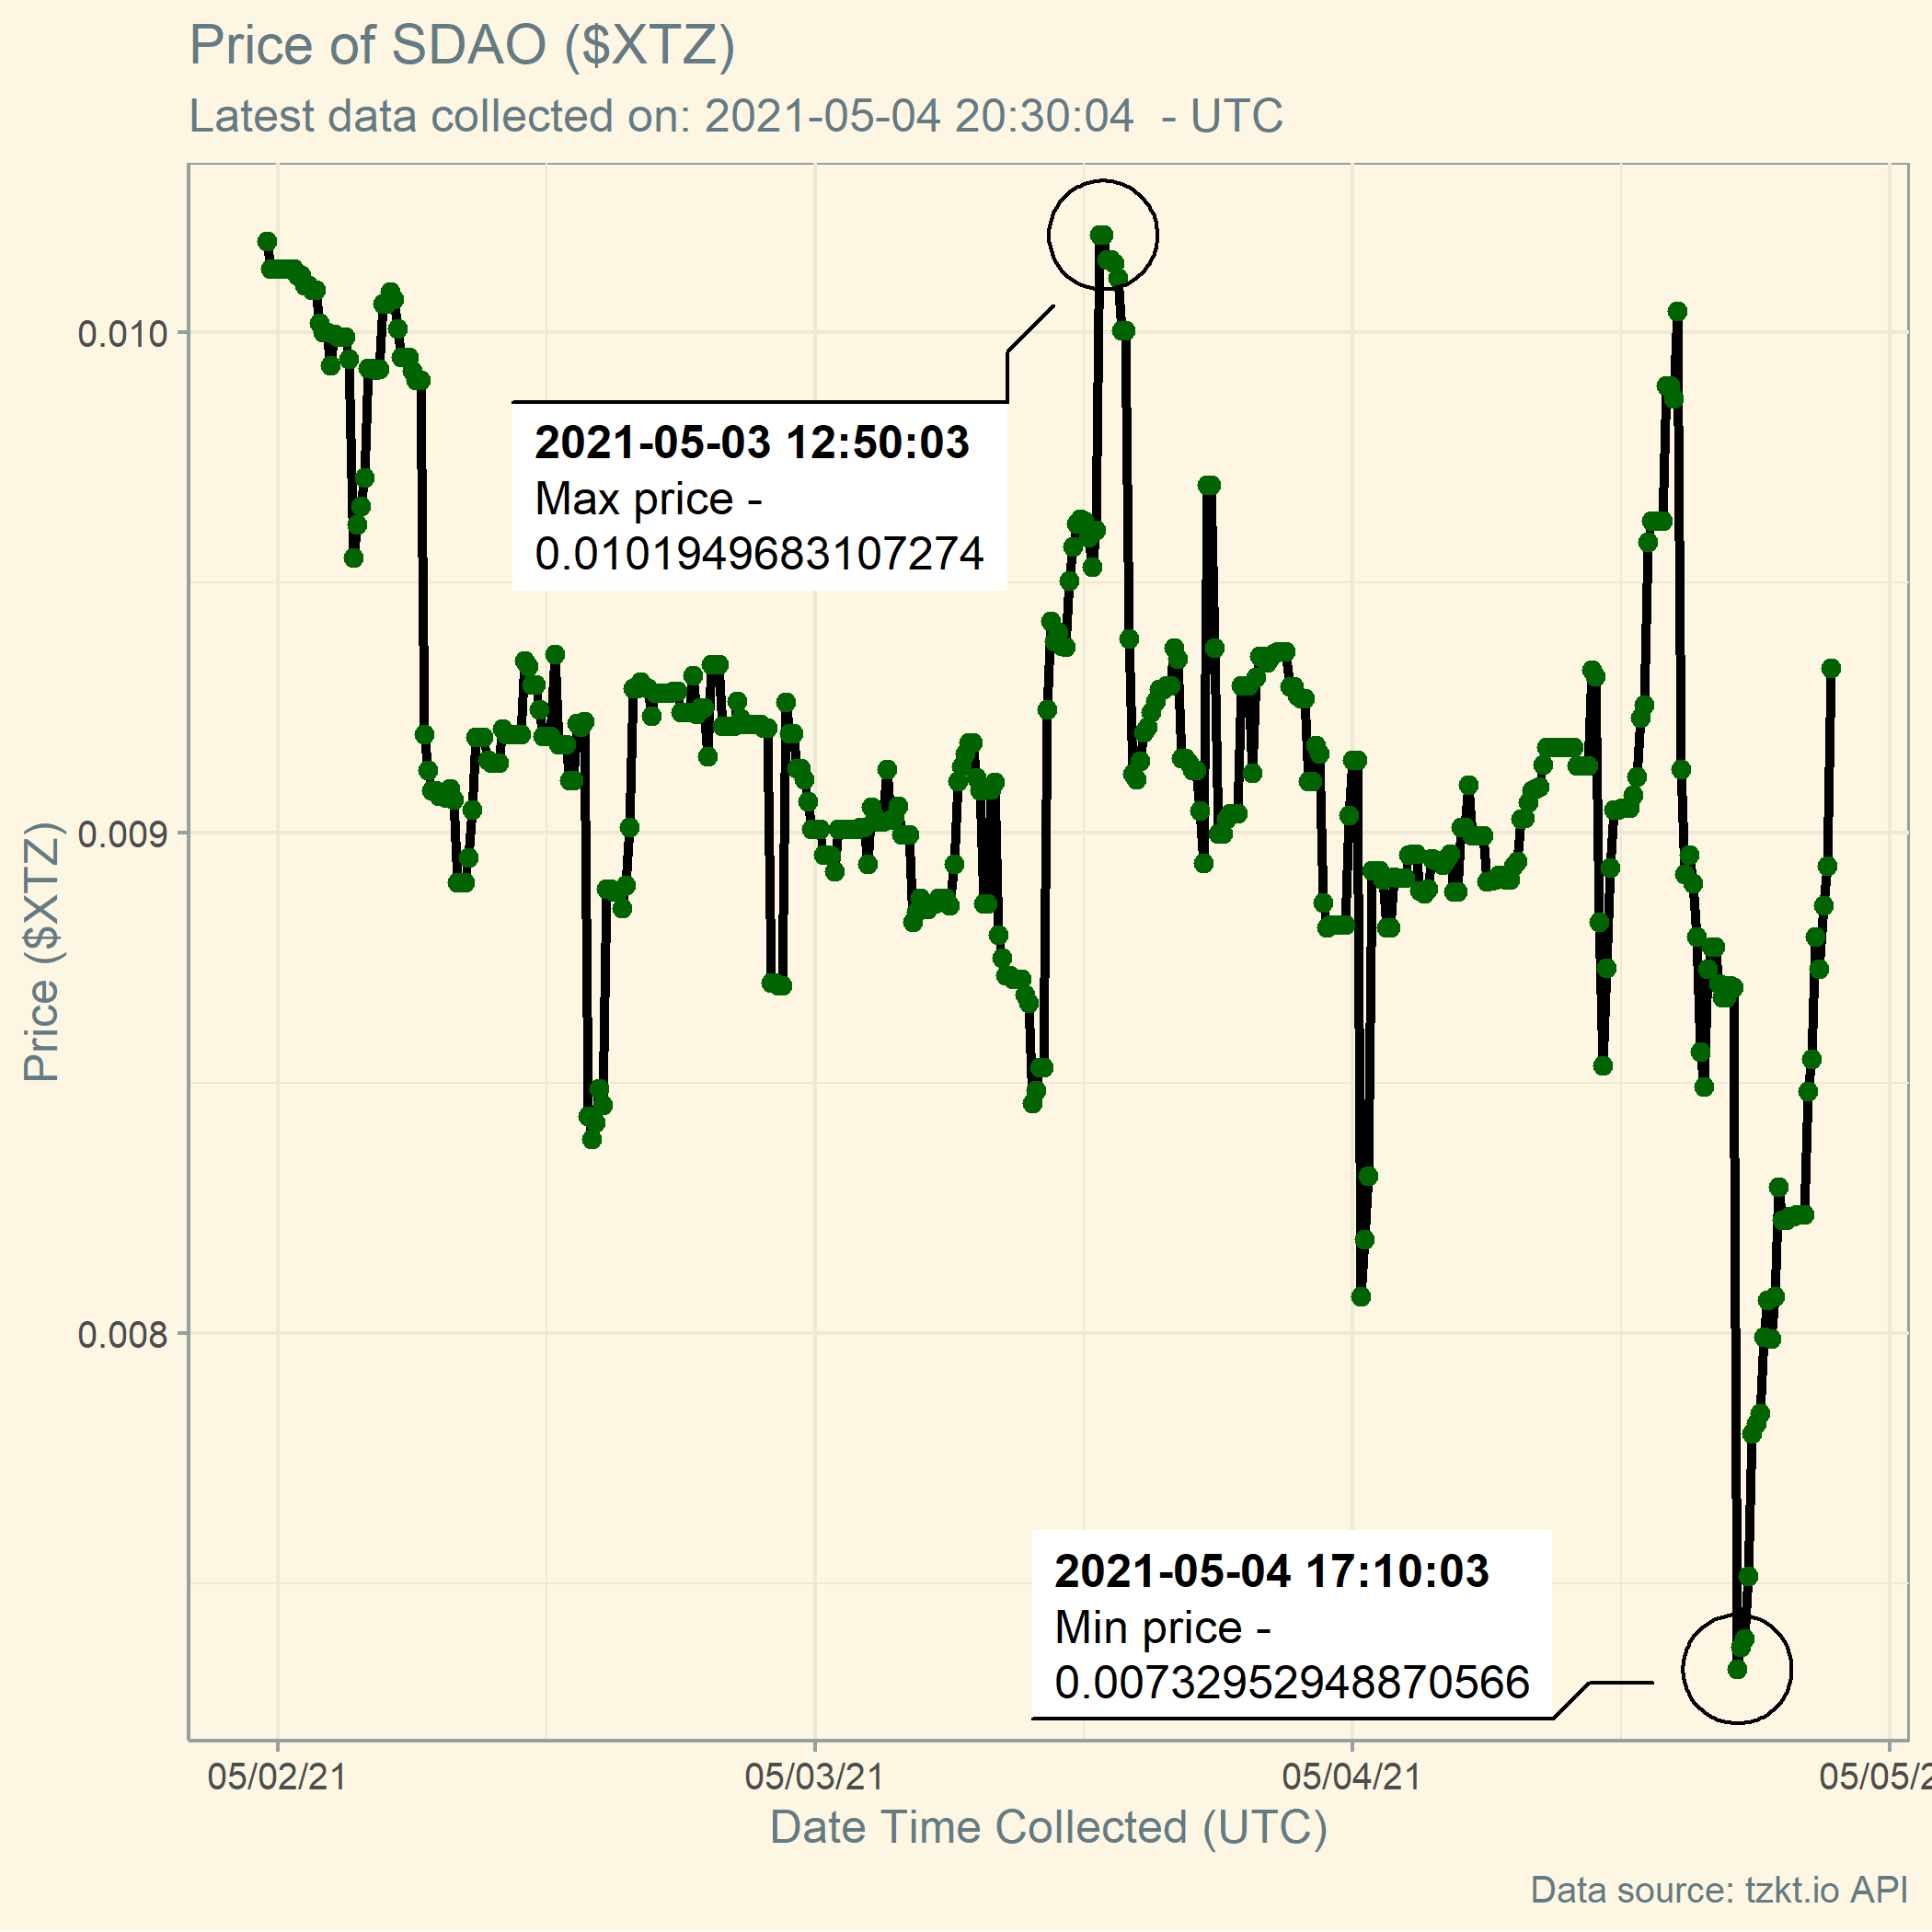 Price of SDAO ($XTZ)
Latest data collected on: 2021-05-04 20:30:04  - UTC
0.010
2021-05-03 12:50:03
Max price -
0.0101949683107274
0.009
Price ($XTZ)
0.008
2021-05-04 17:10:03
Min price -
0.00732952948870566
05/02/21 05/03/21 05/04/21 05/05/2
Date Time Collected (UTC)
Data source: tzkt.io API